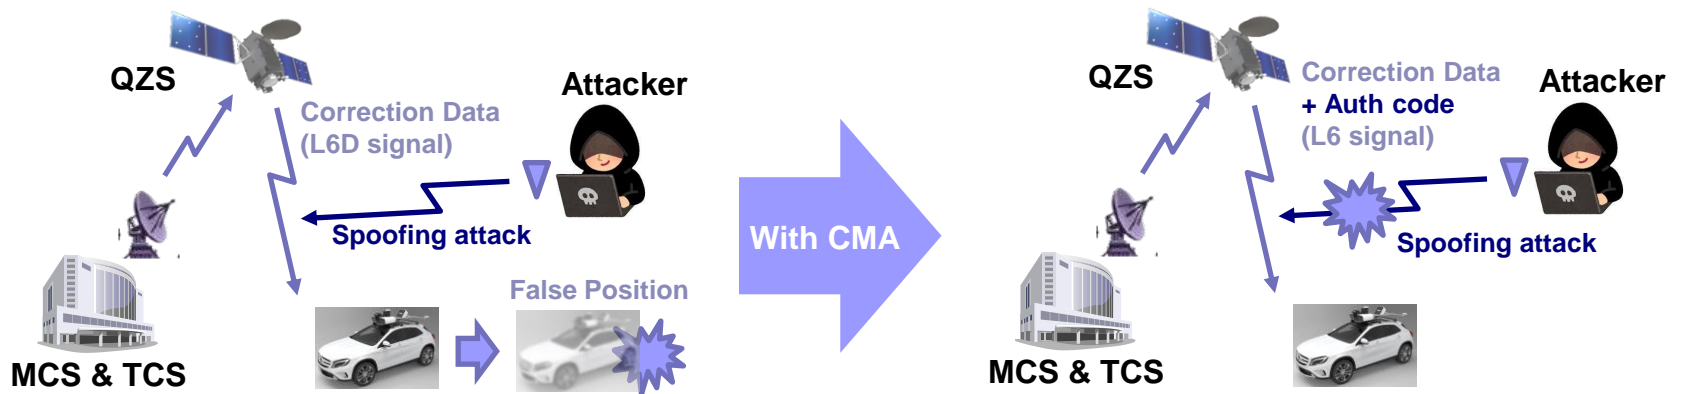 QZS
Attacker
Correction Data
(L6D signal)
Spoofing attack
False Position
MCS & TCS
With CMA
QZS
Correction Data
+ Auth code
(L6 signal)
Attacker
Spoofing attack
MCS & TCS